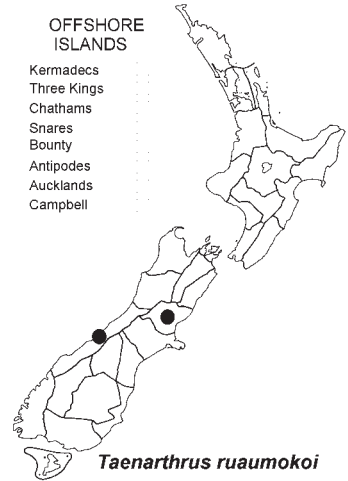 OFFSHORE
ISLANDS
Kermadecs
Three Kings
Chathams
Snares
Bounty
Antipodes
Aucklands
Campbell
Taenarthrus ruaumokoi